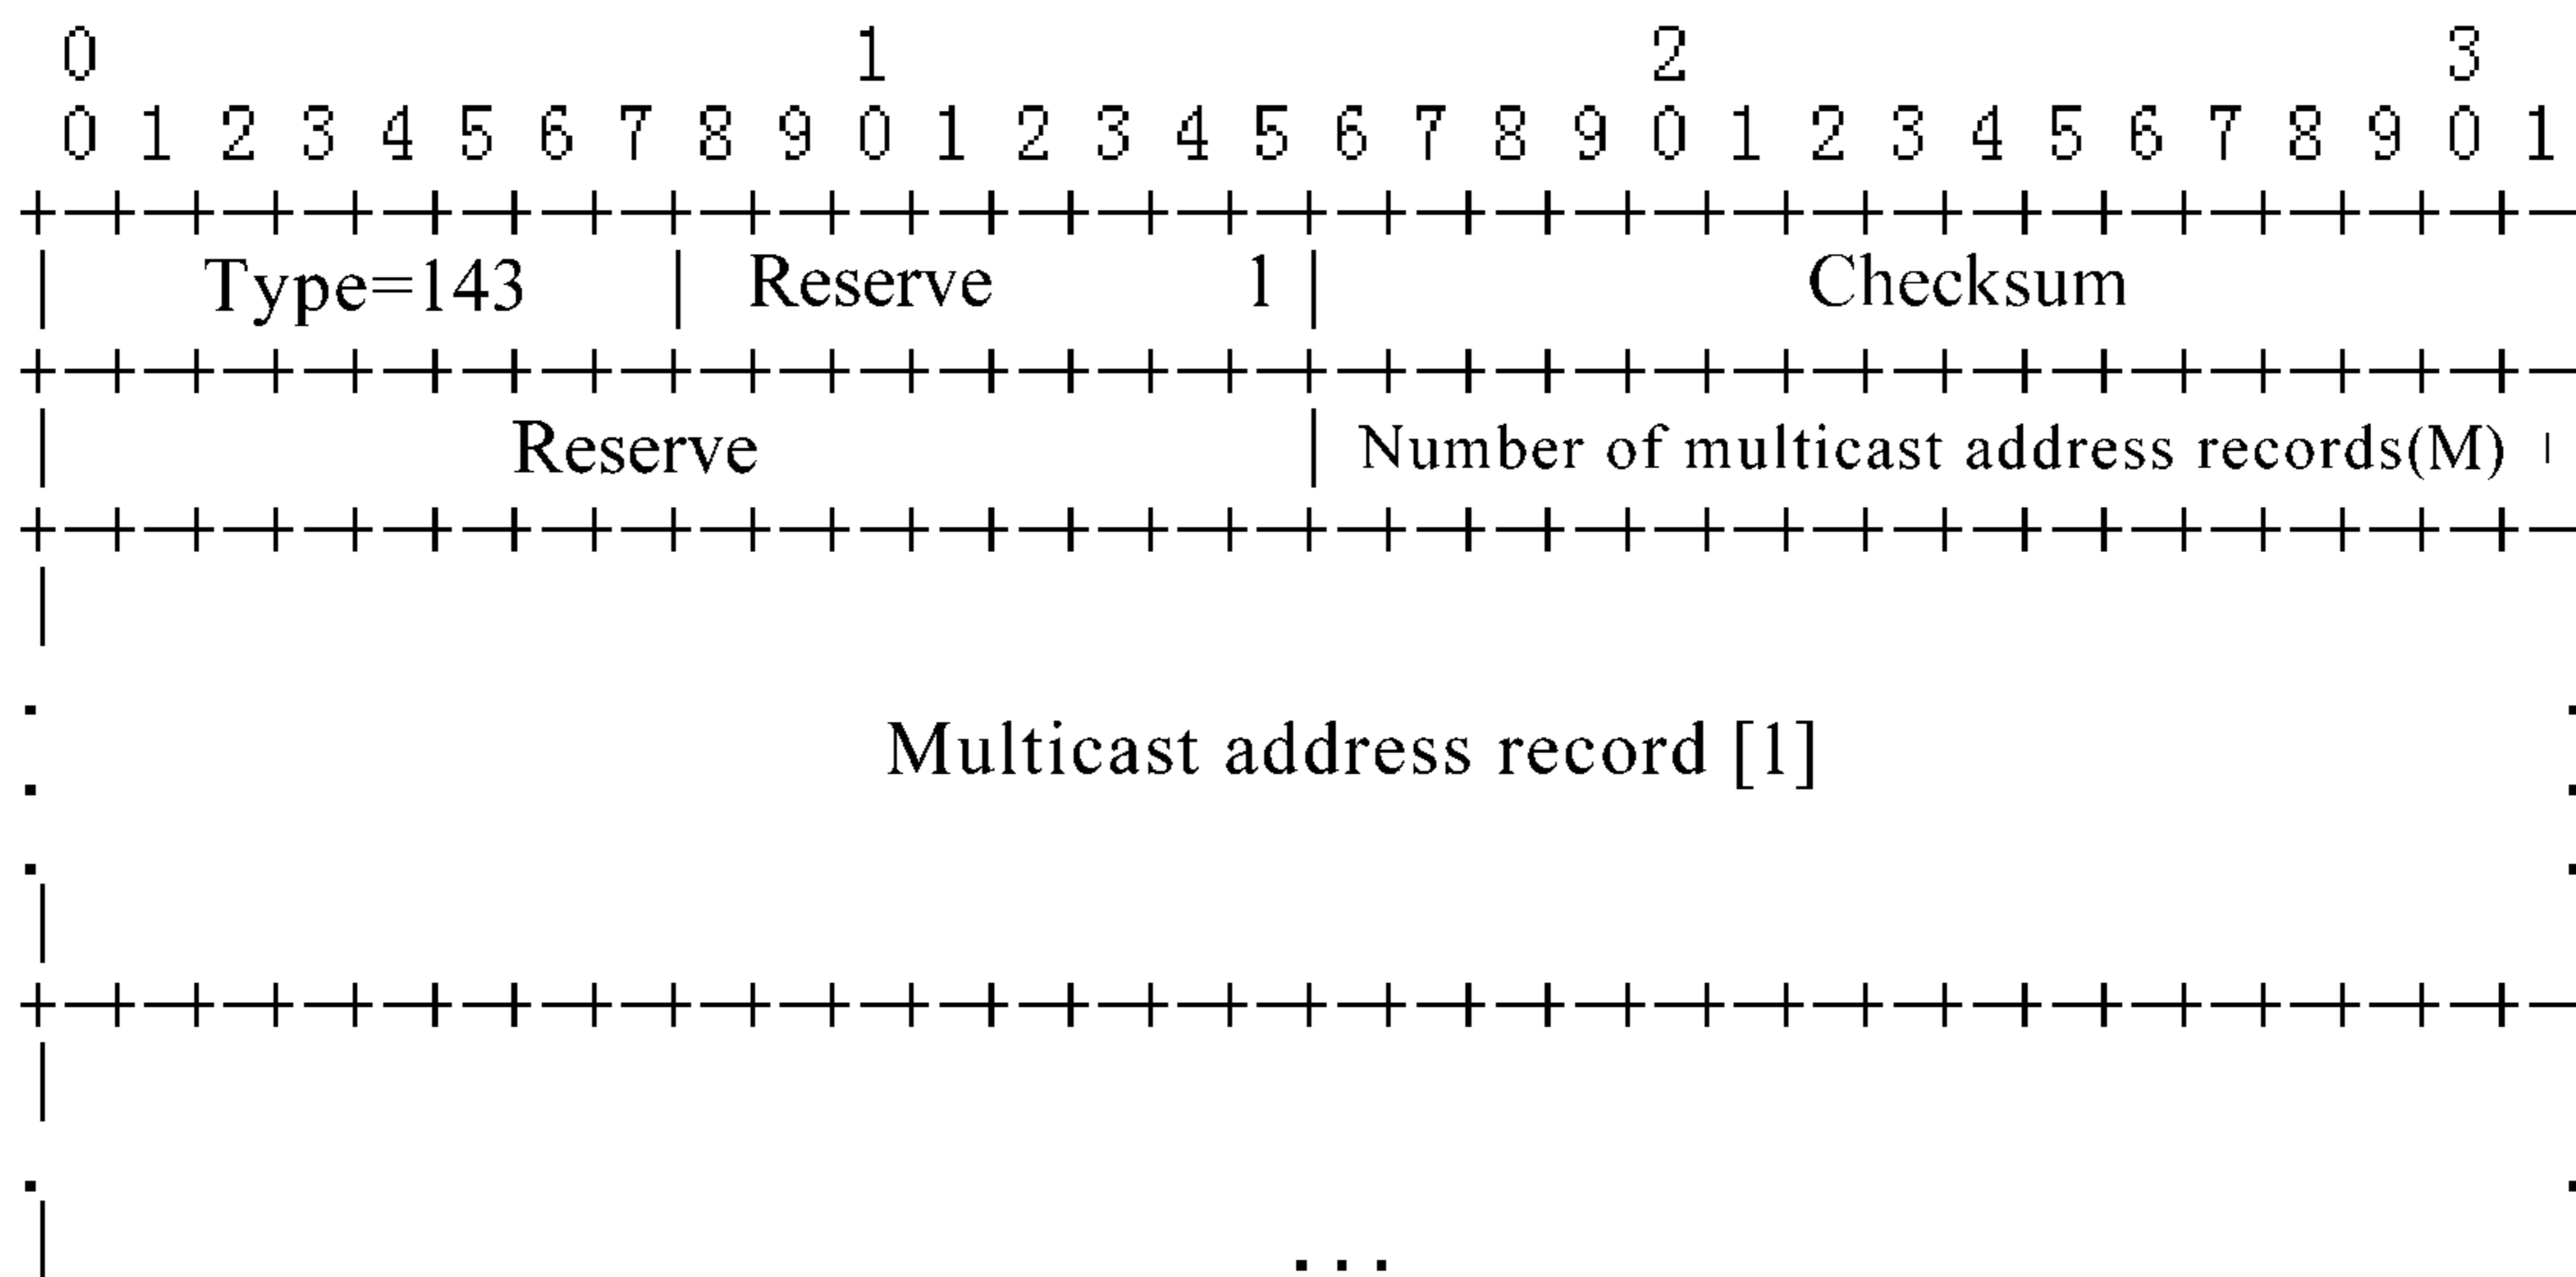 0 1 2 3
0 1 2 3 4 5 6 7 8 9 0 1 2 3 4 5 6 7 8 9 0 1 2 3 4 5 6 7 8 9 0 1
+—+—+—+—+—+—+—+—+—+—+—+—+—+—+—+—+—+—+—+—+—+—+—+—+—+—+—+—+—+—+—+—+—
| Type=143 | Reserve 1 | Checksum
+—+—+—+—+—+—+—+—+—+—+—+—+—+—+—+—+—+—+—+—+—+—+—+—+—+—+—+—+—+—+—+—+—
| Reserve | Number of multicast address records(M) |
+—+—+—+—+—+—+—+—+—+—+—+—+—+—+—+—+—+—+—+—+—+—+—+—+—+—+—+—+—+—+—+—+—
|
. .
Multicast address record [1]
. .
. .
|
+—+—+—+—+—+—+—+—+—+—+—+—+—+—+—+—+—+—+—+—+—+—+—+—+—+—+—+—+—+—+—+—+—
|
. .
| ...